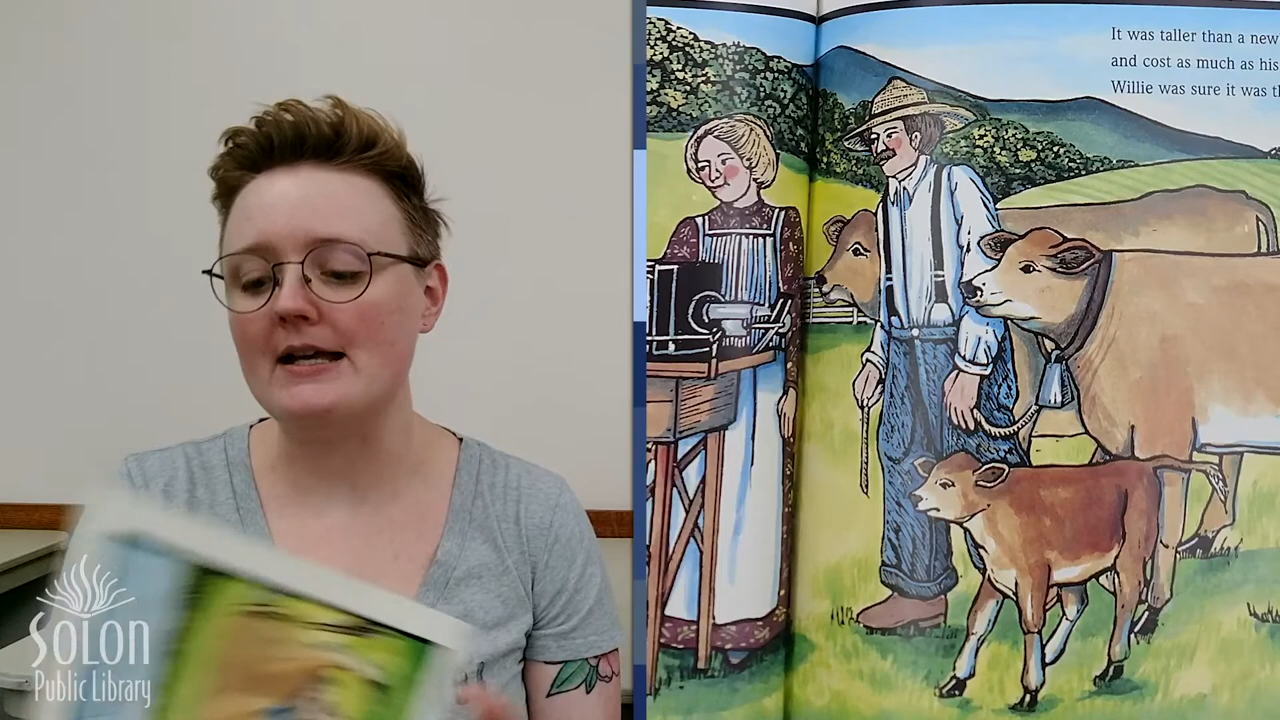 It was taller than a new
and cost as much as his
Willie was sure it was
SOLON
Public Library